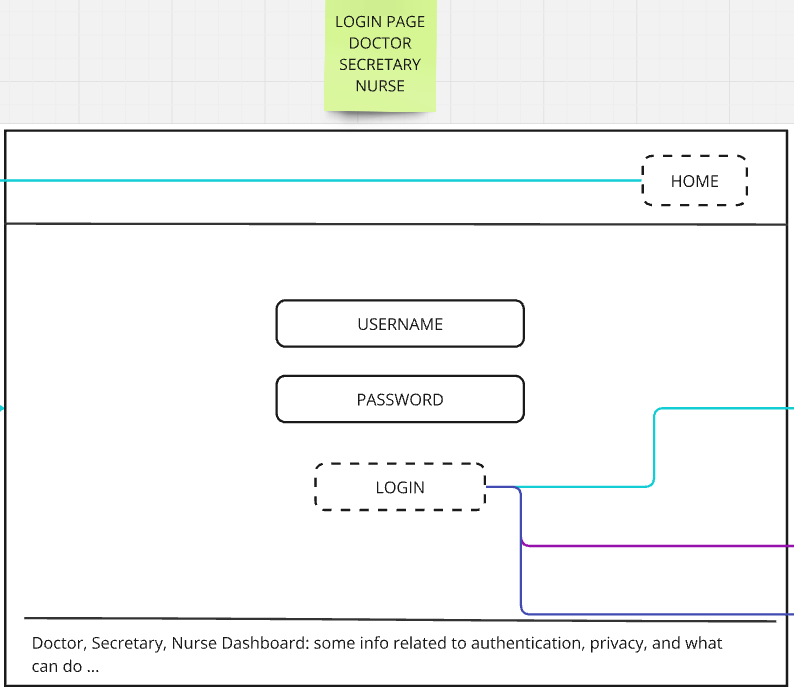 LOGIN PAGE
DOCTOR
SECRETARY
NURSE
HOME
USERNAME
PASSWORD
LOGIN
Doctor, Secretary, Nurse Dashboard: some info related to authentication, privacy, and what
can do ...